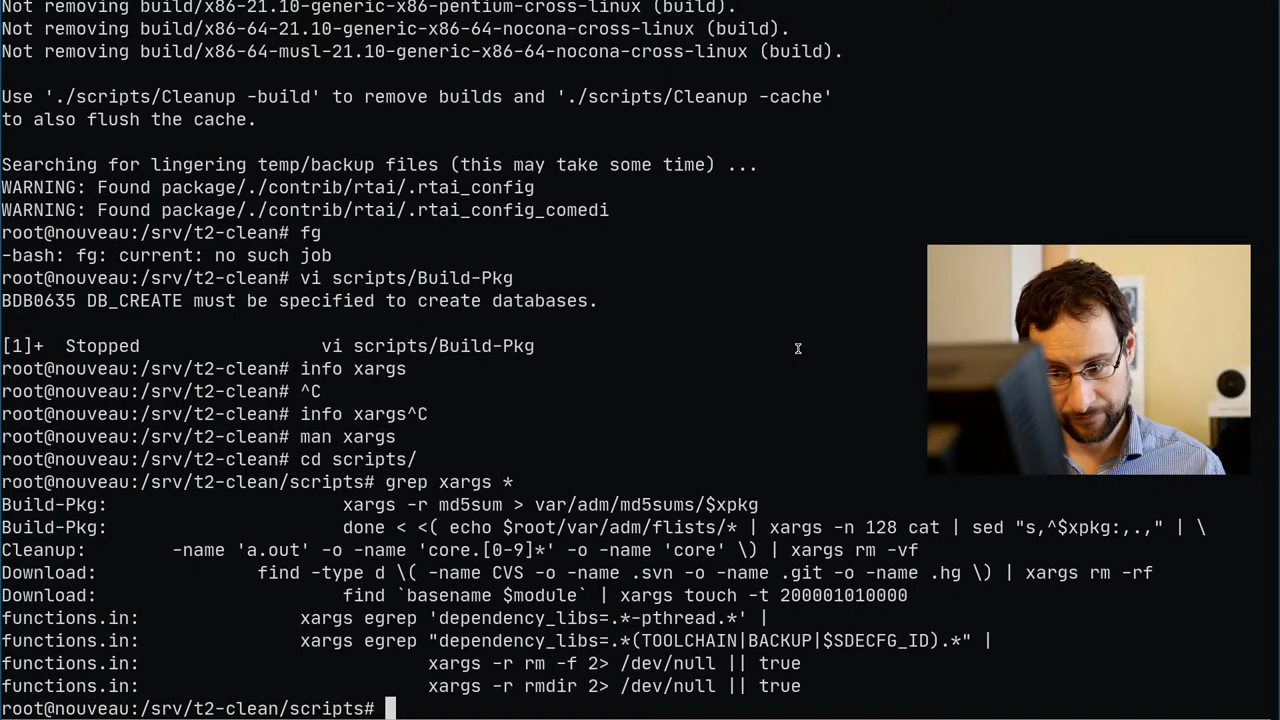 Not removing build/x86-21.10-generic-x86-pentium-cross-linux (build).
Not removing build/x86-64-21.10-generic-x86-64-nocona-cross-linux (build).
Not removing build/x86-64-musl-21.10-generic-x86-64-nocona-cross-linux (build).
Use './scripts/Cleanup -build' to remove builds and './scripts/Cleanup -cache'
to also flush the cache.
Searching for lingering temp/backup files (this may take some time) ...
WARNING: Found package/./contrib/rtai/.rtai_config
WARNING: Found package/./contrib/rtai/.rtai_config_comedi
root@nouveau:/srv/t2-clean# fg
-bash: fg: current: no such job
root@nouveau:/srv/t2-clean# vi scripts/Build-Pkg
BDB0635 DB_CREATE must be specified to create databases.
[1]+  Stopped                 vi scripts/Build-Pkg
root@nouveau:/srv/t2-clean# info xargs
root@nouveau:/srv/t2-clean# ^C
root@nouveau:/srv/t2-clean# info xargs^C
root@nouveau:/srv/t2-clean# man xargs
root@nouveau:/srv/t2-clean# cd scripts/
root@nouveau:/srv/t2-clean/scripts# grep xargs *
Build-Pkg:                      xargs -r md5sum > var/adm/md5sums/$xpkg
Build-Pkg:                      done < <( echo $root/var/adm/flists/* | xargs -n 128 cat | sed "s,^$xpkg:,.," | \
Cleanup:        -name 'a.out' -o -name 'core.[0-9]*' -o -name 'core' \) | xargs rm -vf
Download:               find -type d \( -name CVS -o -name .svn -o -name .git -o -name .hg \) | xargs rm -rf
Download:                       find `basename $module` | xargs touch -t 200001010000
functions.in:               xargs egrep 'dependency_libs=.*-pthread.*' |
functions.in:               xargs egrep "dependency_libs=.*(TOOLCHAIN|BACKUP|$SDECFG_ID).*" |
functions.in:                           xargs -r rm -f 2> /dev/null || true
functions.in:                           xargs -r rmdir 2> /dev/null || true
root@nouveau:/srv/t2-clean/scripts#